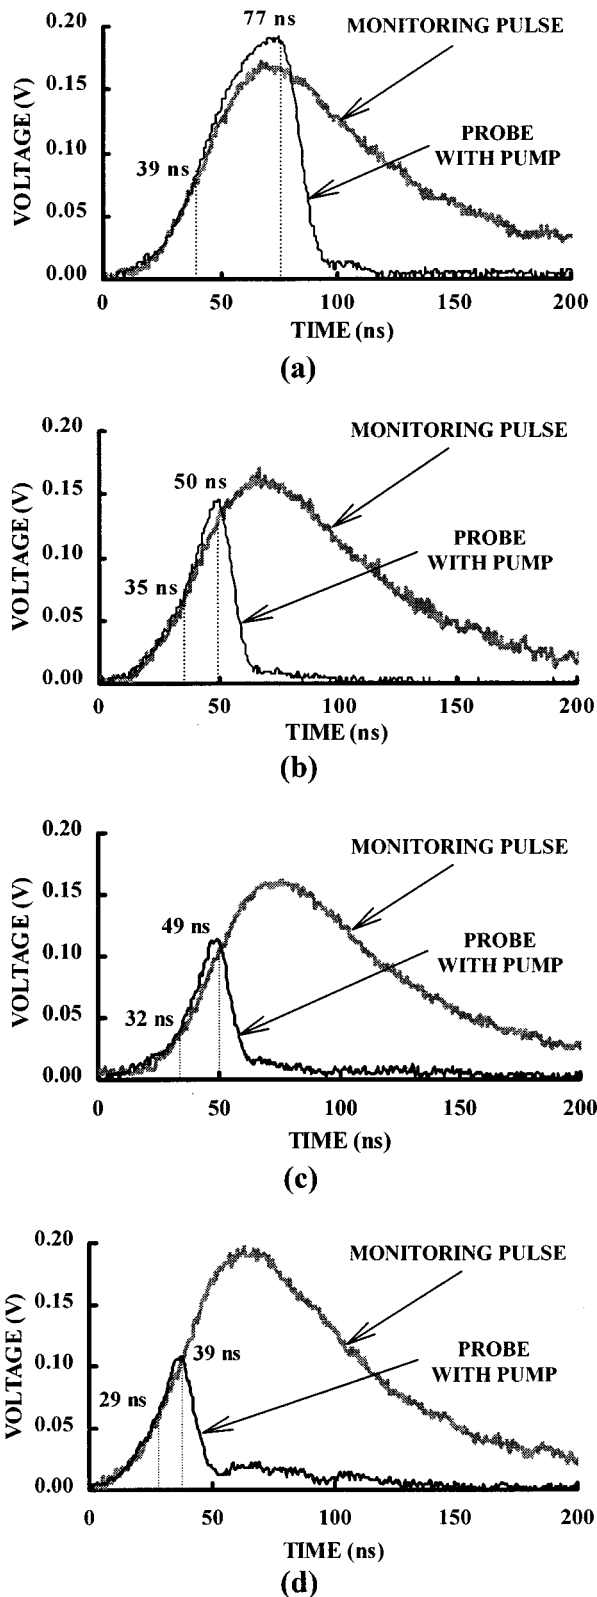 77 ns
0.20
MONITORING PULSE
0.15
PROBE
WITH PUMP
39 ns
0.10
0.05
0.00
VOLTAGE (V)
0 50 100 150 200
TIME (ns)
(a)
0.20
MONITORING PULSE
50 ns
0.15
PROBE
WITH PUMP
0.10
35 ns
0.05
0.00
VOLTAGE (V)
0 50 100 150 200
TIME (ns)
(b)
0.20
MONITORING PULSE
0.15
49 ns
PROBE
WITH PUMP
0.10
32 ns
0.05
0.00
VOLTAGE (V)
0 50 100 150 200
TIME (ns)
(c)
0.20
MONITORING PULSE
0.15
39 ns
PROBE
WITH PUMP
0.10
29 ns
0.05
0.00
VOLTAGE (V)
0 50 100 150 200
TIME (ns)
(d)